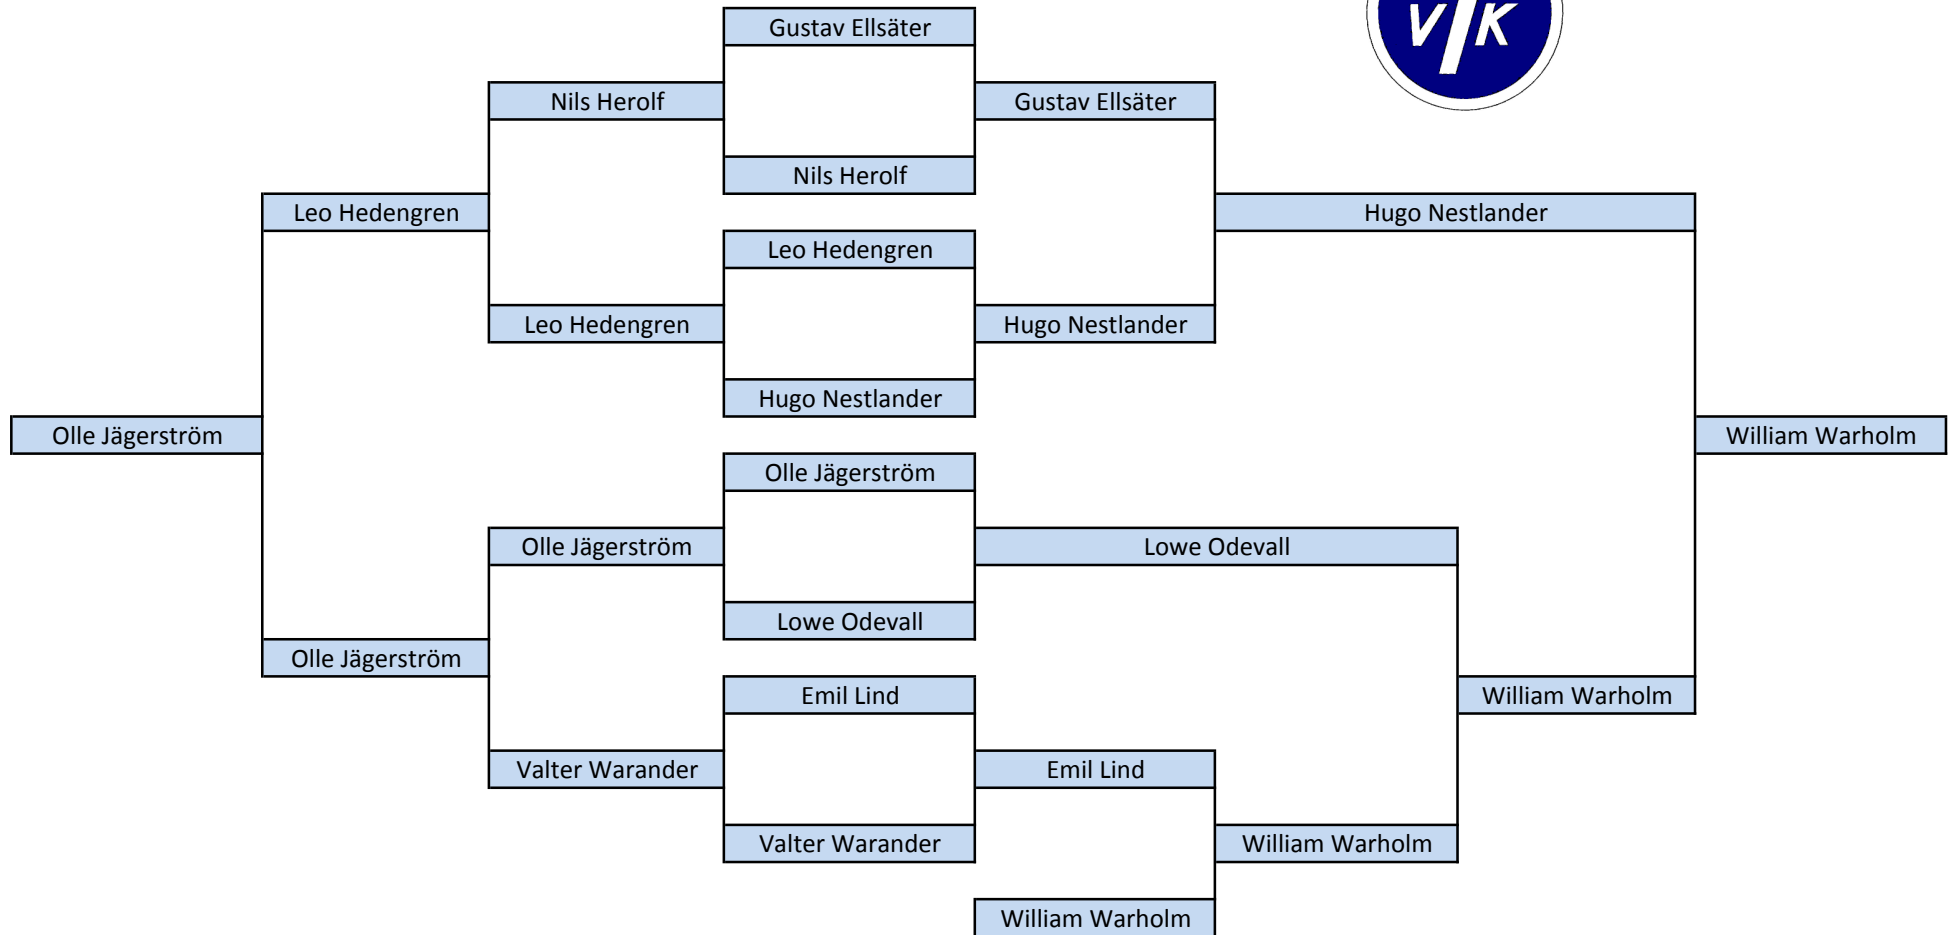 VTK
Gustav Ellsäter
Nils Herolf
Gustav Ellsäter
Nils Herolf
Leo Hedengren
Hugo Nestlander
Leo Hedengren
Leo Hedengren
Hugo Nestlander
Hugo Nestlander
Olle Jägerström
William Warholm
Olle Jägerström
Olle Jägerström
Lowe Odevall
Lowe Odevall
Olle Jägerström
Emil Lind
William Warholm
Valter Warander
Emil Lind
Valter Warander
William Warholm
William Warholm